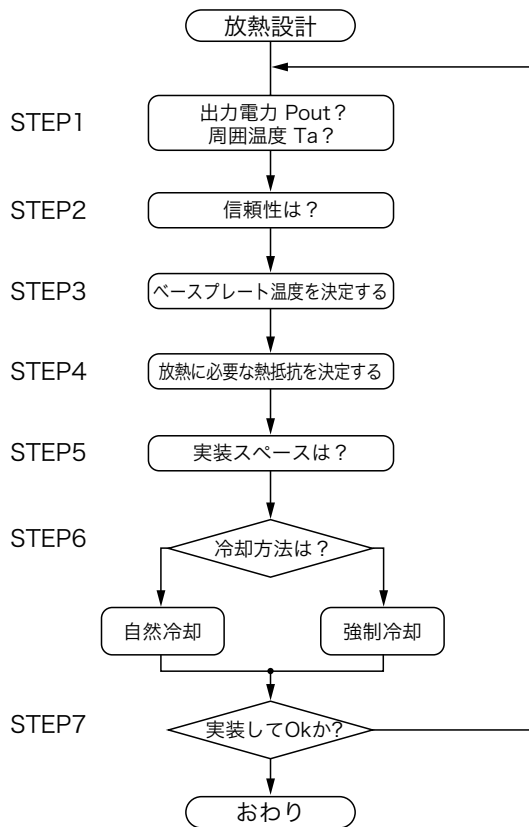 放熱設計
STEP1
出力電力 Pout？
周囲温度 Ta？
STEP2
信頼性は？
STEP3
ベースプレート温度を決定する
STEP4
放熱に必要な熱抵抗を決定する
STEP5
実装スペースは？
STEP6
冷却方法は？
自然冷却
強制冷却
STEP7
実装してOkか?
おわり